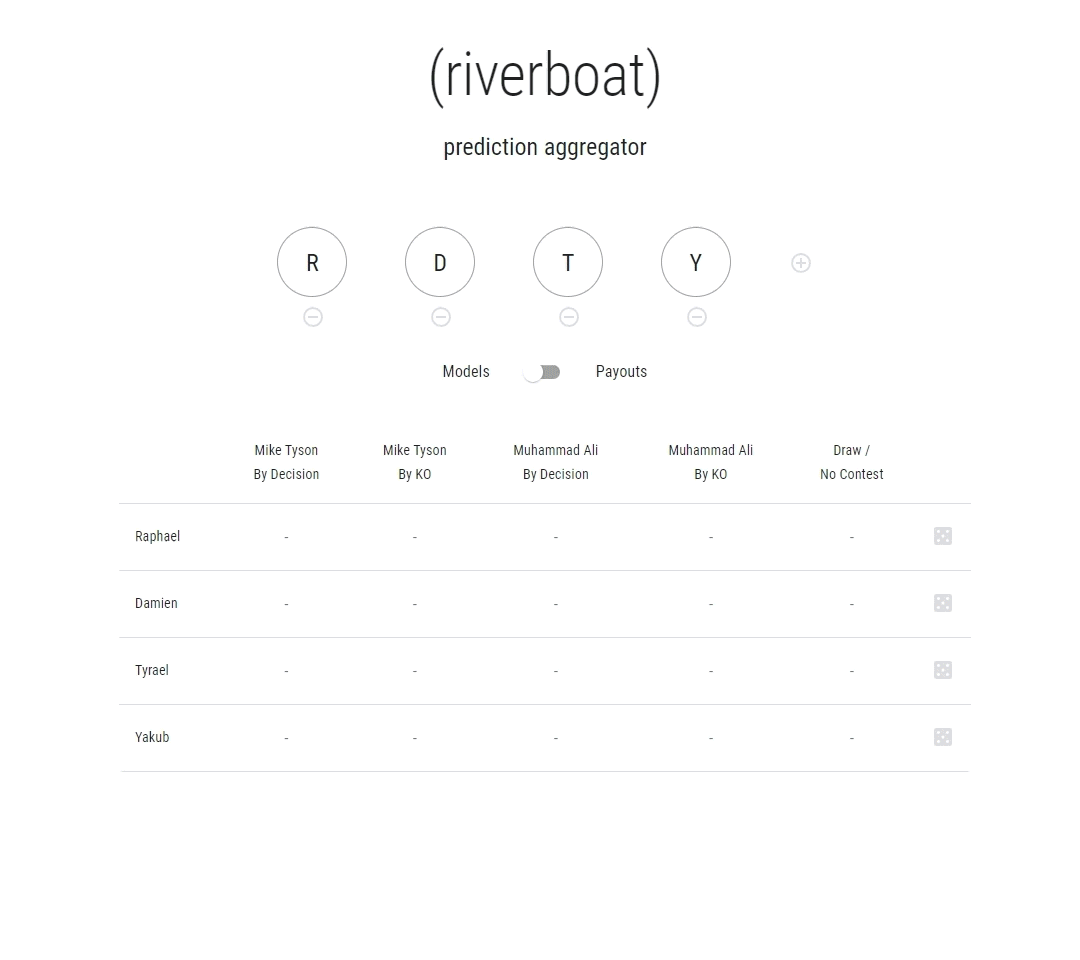 (riverboat)
prediction aggregator
R D T Y
Models Payouts
Mike Tyson Mike Tyson Muhammad Ali Muhammad Ali Draw /
By Decision By KO By Decision By KO No Contest
Raphael - - - - -
Damien - - - - -
Tyrael - - - - -
Yakub - - - - -